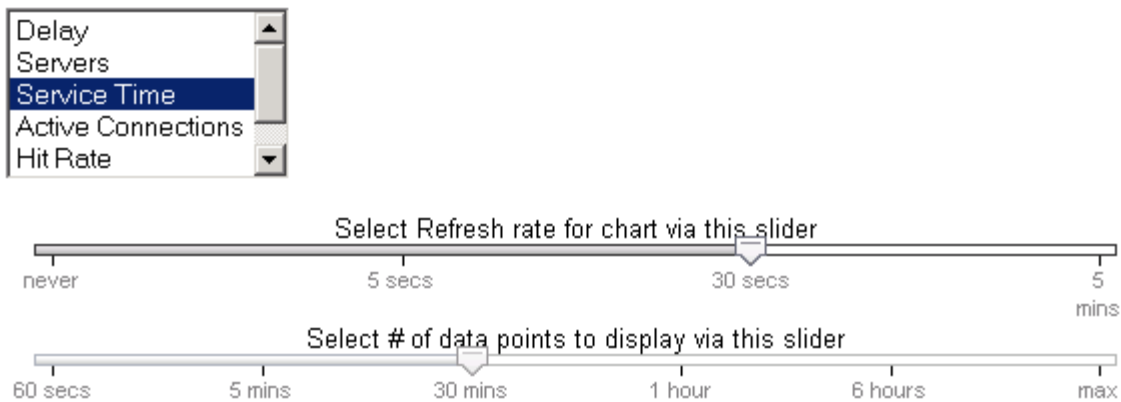 Delay
Servers
Service Time
Active Connections
Hit Rate
Select Refresh rate for chart via this slider
never 5 secs 30 secs 5 mins
Select # of data points to display via this slider
60 secs 5 mins 30 mins 1 hour 6 hours max